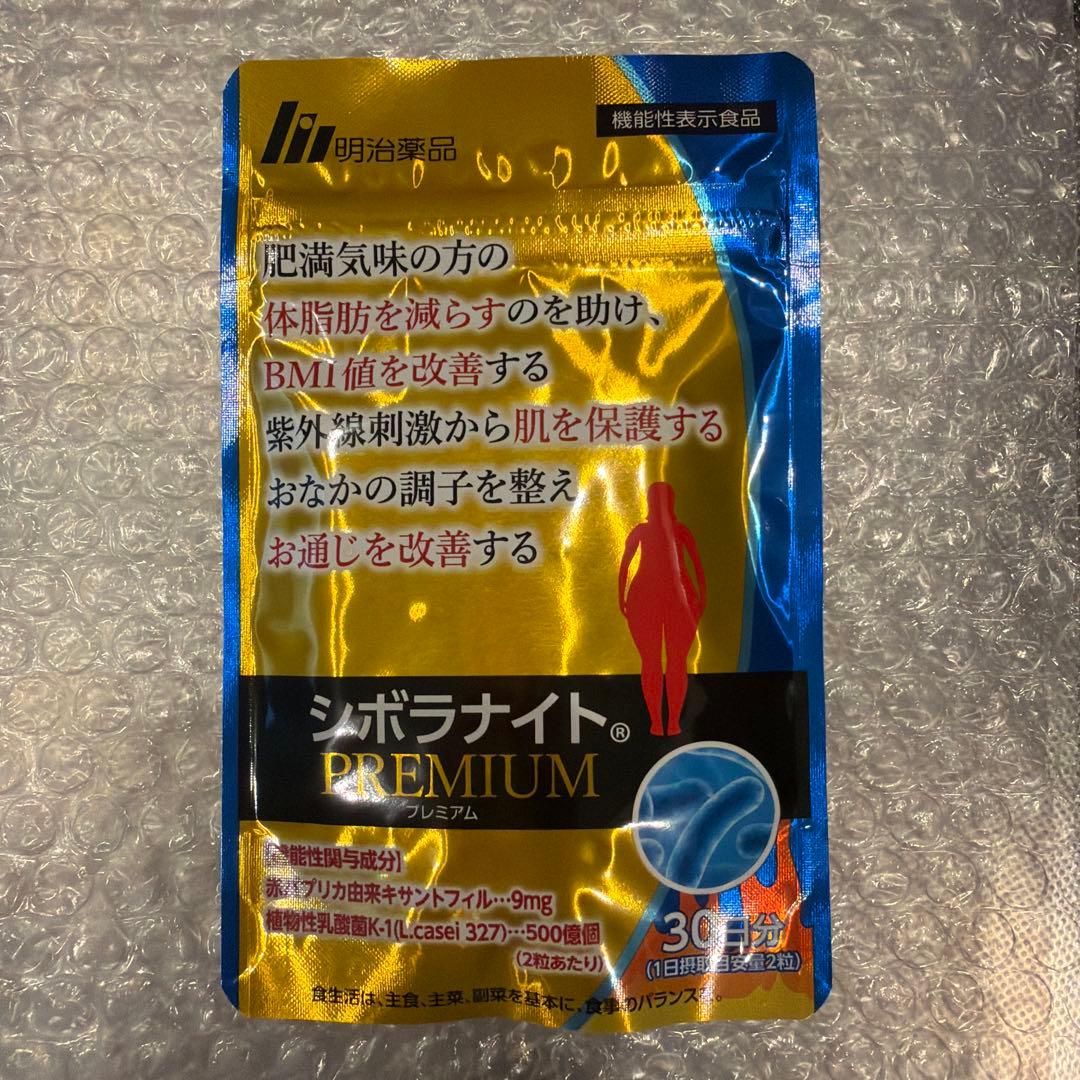 明治薬品
機能性表示食品
肥満気味の方の
体脂肪を減らすのを助け、
BMI値を改善する
紫外線刺激から肌を保護する
おなかの調子を整え
お通じを改善する
シボラナイト®
PREMIUM
プレミアム
【機能性関与成分】
赤パプリカ由来キサントフィル…9mg
植物性乳酸菌K-1(L.casei 327)…500億個
(2粒あたり)
30日分
(1日摂取目安量2粒)
食生活は、主食、主菜、副菜を基本に、食事のバランスを。